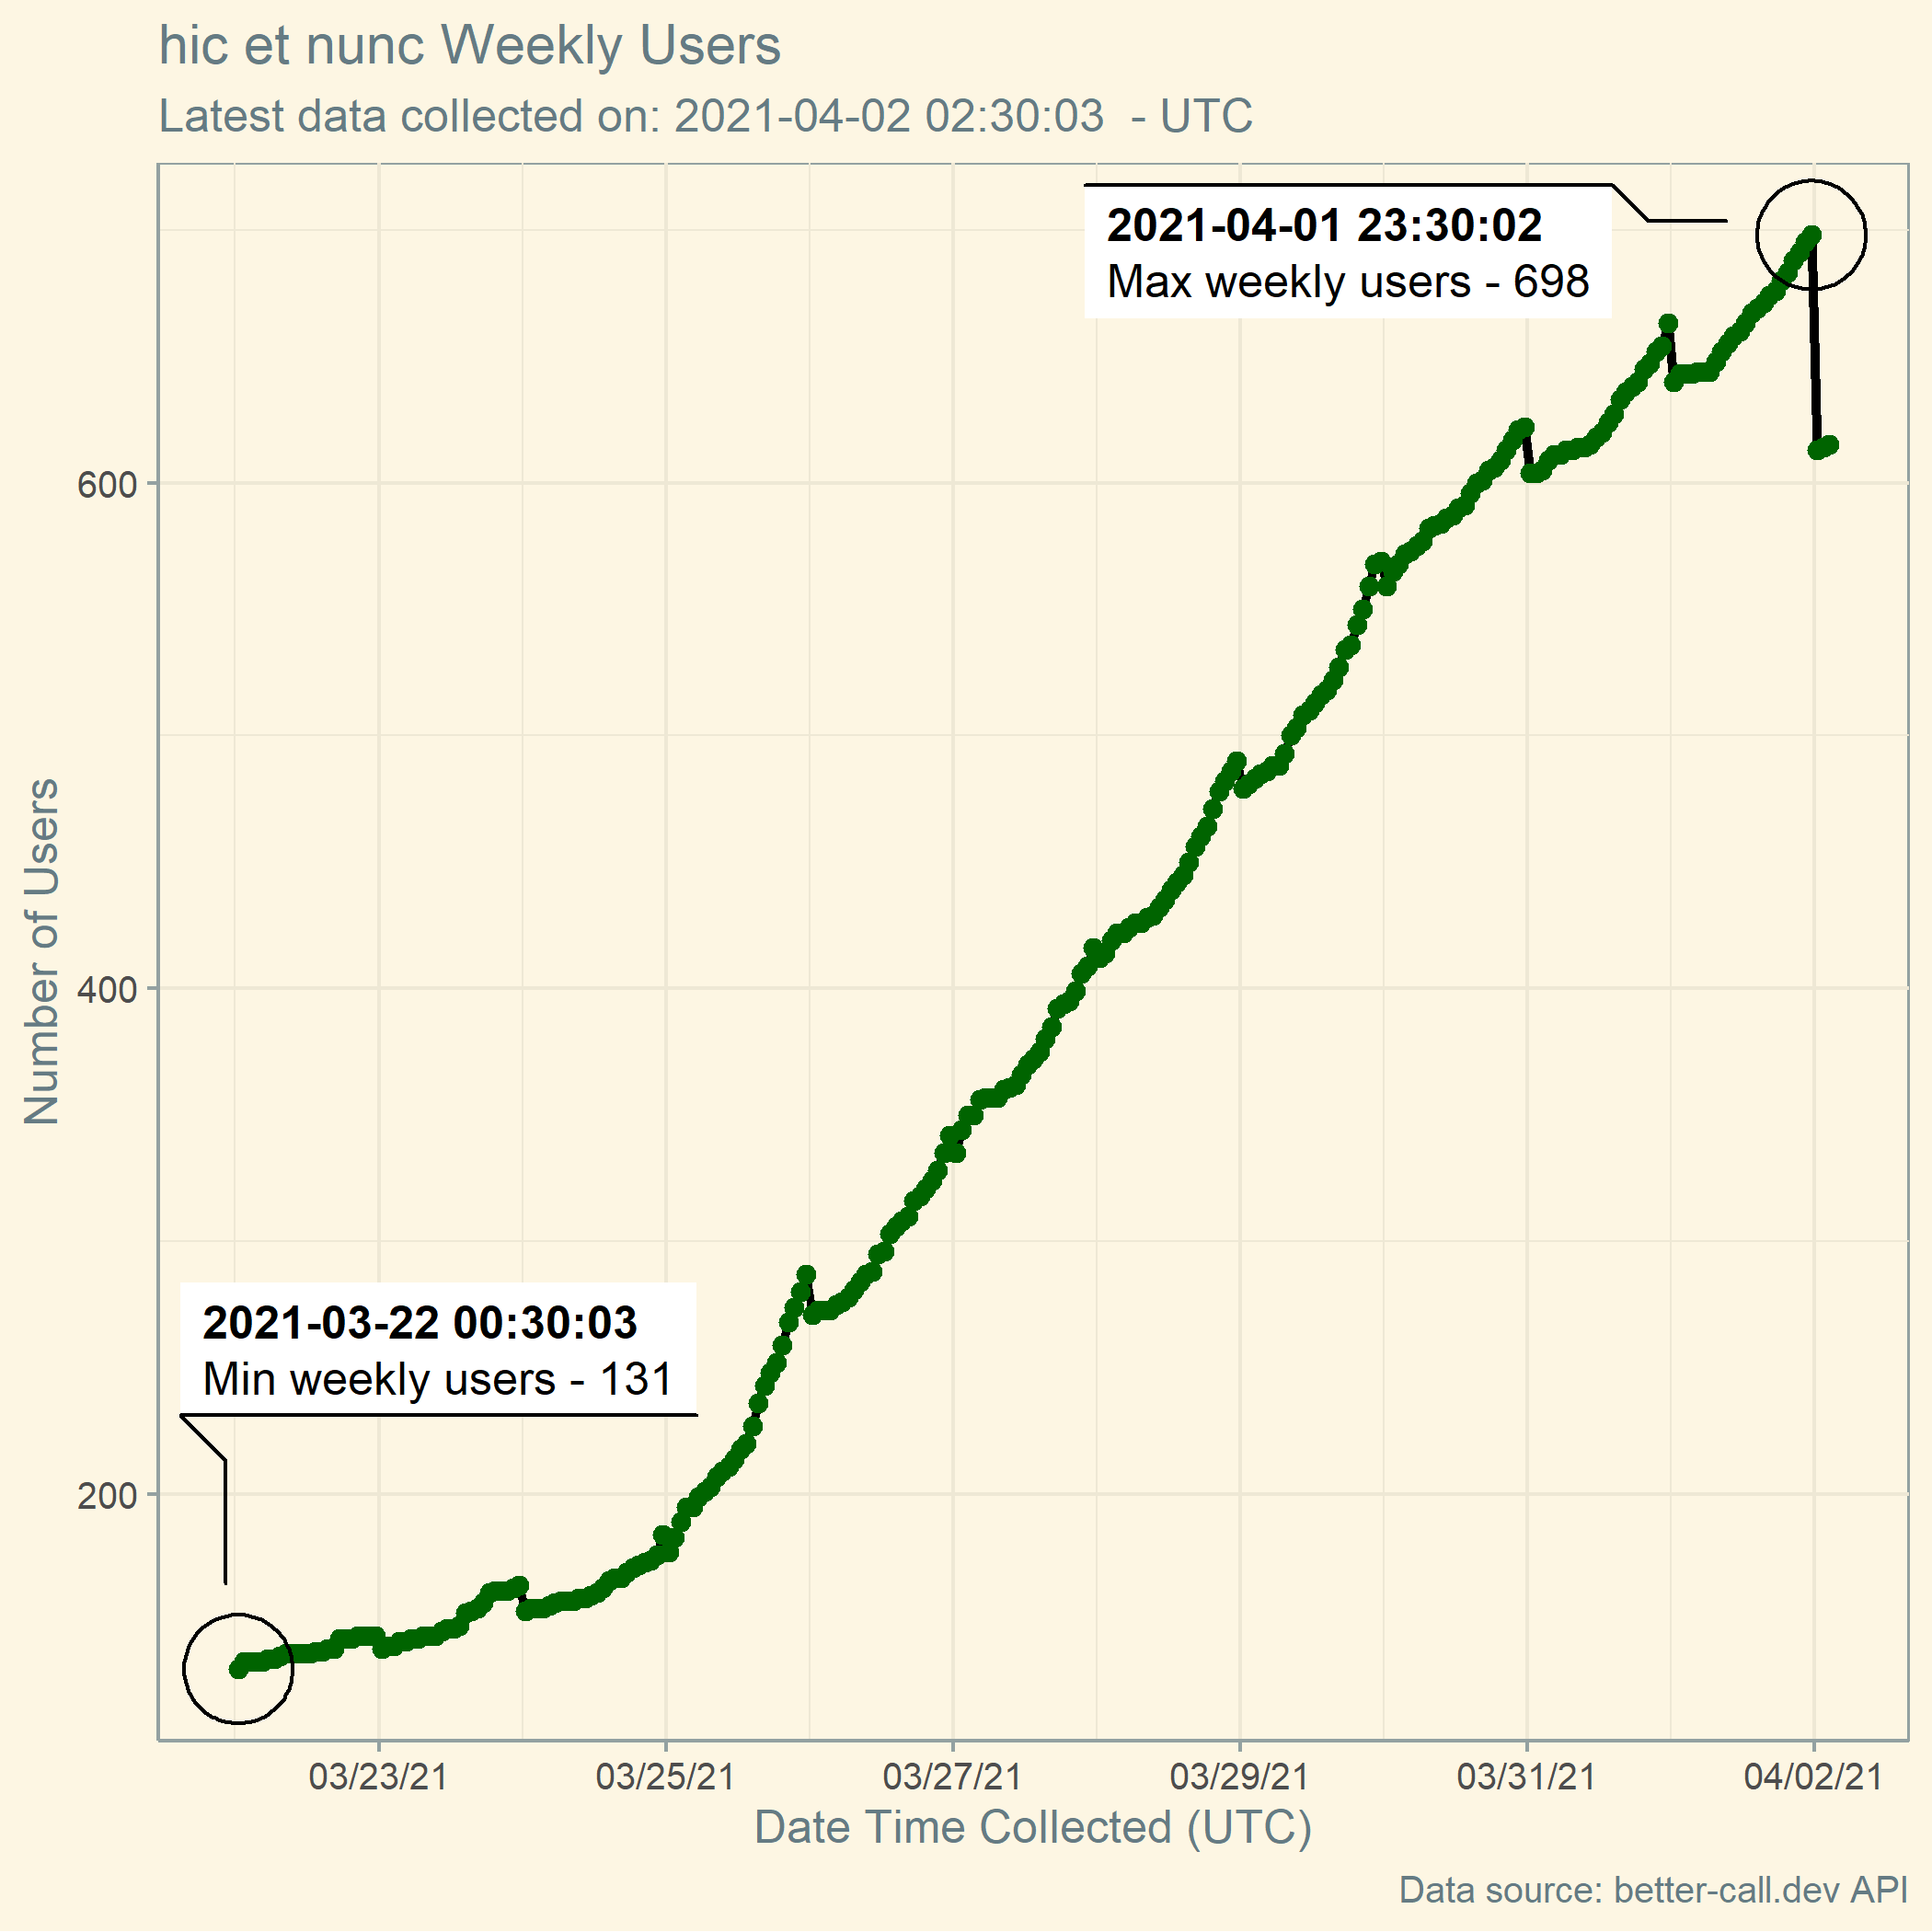 hic et nunc Weekly Users
Latest data collected on: 2021-04-02 02:30:03  - UTC
2021-04-01 23:30:02
Max weekly users - 698
600
400
200
Number of Users
2021-03-22 00:30:03
Min weekly users - 131
03/23/21 03/25/21 03/27/21 03/29/21 03/31/21 04/02/21
Date Time Collected (UTC)
Data source: better-call.dev API